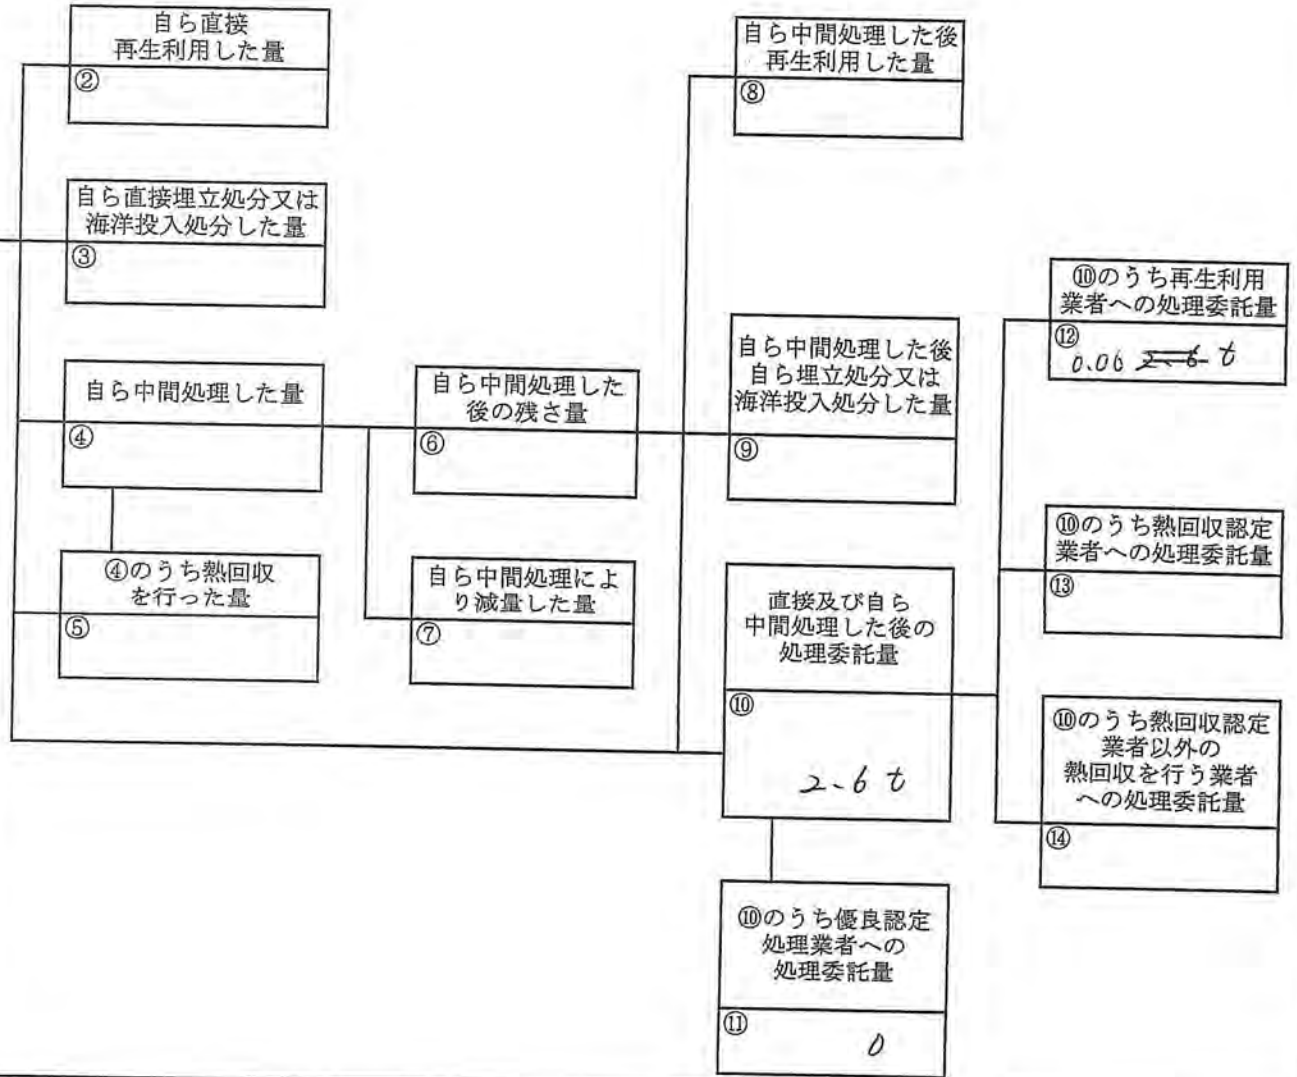 自ら直接
再生利用した量
②
自ら直接埋立処分又は
海洋投入処分した量
③
自ら中間処理した量
④
④のうち熱回収
を行った量
⑤
自ら中間処理した
後の残さ量
⑥
自ら中間処理によ
り減量した量
⑦
自ら中間処理した後
再生利用した量
⑧
自ら中間処理した後
自ら埋立処分又は
海洋投入処分した量
⑨
直接及び自ら
中間処理した後の
処理委託量
⑩
2.6 t
⑩のうち優良認定
処理業者への
処理委託量
⑪
0
⑩のうち再生利用
業者への処理委託量
⑫
0.06 2.6 t
⑩のうち熱回収認定
業者への処理委託量
⑬
⑩のうち熱回収認定
業者以外の
熱回収を行う業者
への処理委託量
⑭